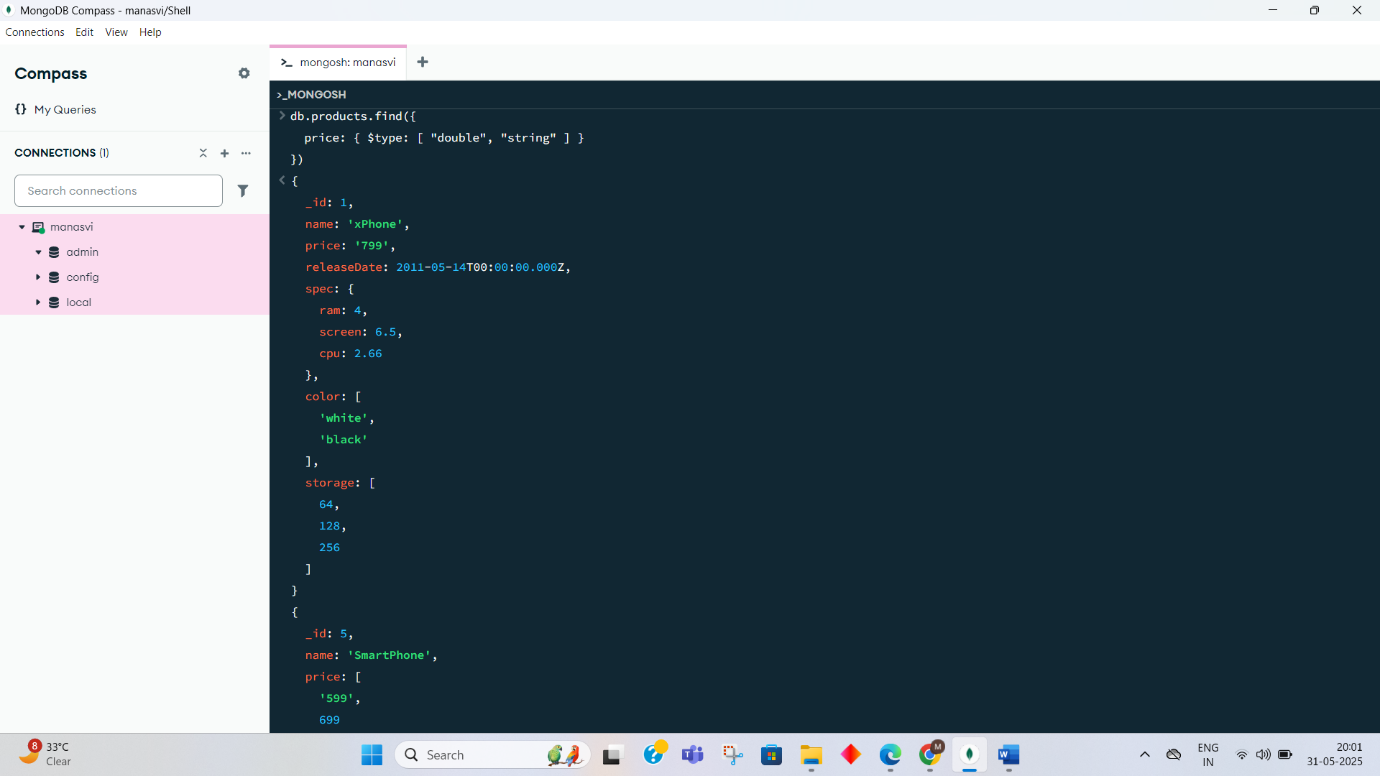 MongoDB Compass - manasvi/Shell
Connections Edit View Help
Compass
My Queries
CONNECTIONS (1)
Search connections
manasvi
admin
config
local
>_ mongosh: manasvi
>_MONGOSH
> db.products.find({
price: { $type: [ "double", "string" ] }
})
< {
_id: 1,
name: 'xPhone',
price: '799',
releaseDate: 2011-05-14T00:00:00.000Z,
spec: {
ram: 4,
screen: 6.5,
cpu: 2.66
},
color: [
'white',
'black'
],
storage: [
64,
128,
256
]
}
{
_id: 5,
name: 'SmartPhone',
price: [
'599',
699
8
33°C
Clear
Search
M
ENG
IN
20:01
31-05-2025